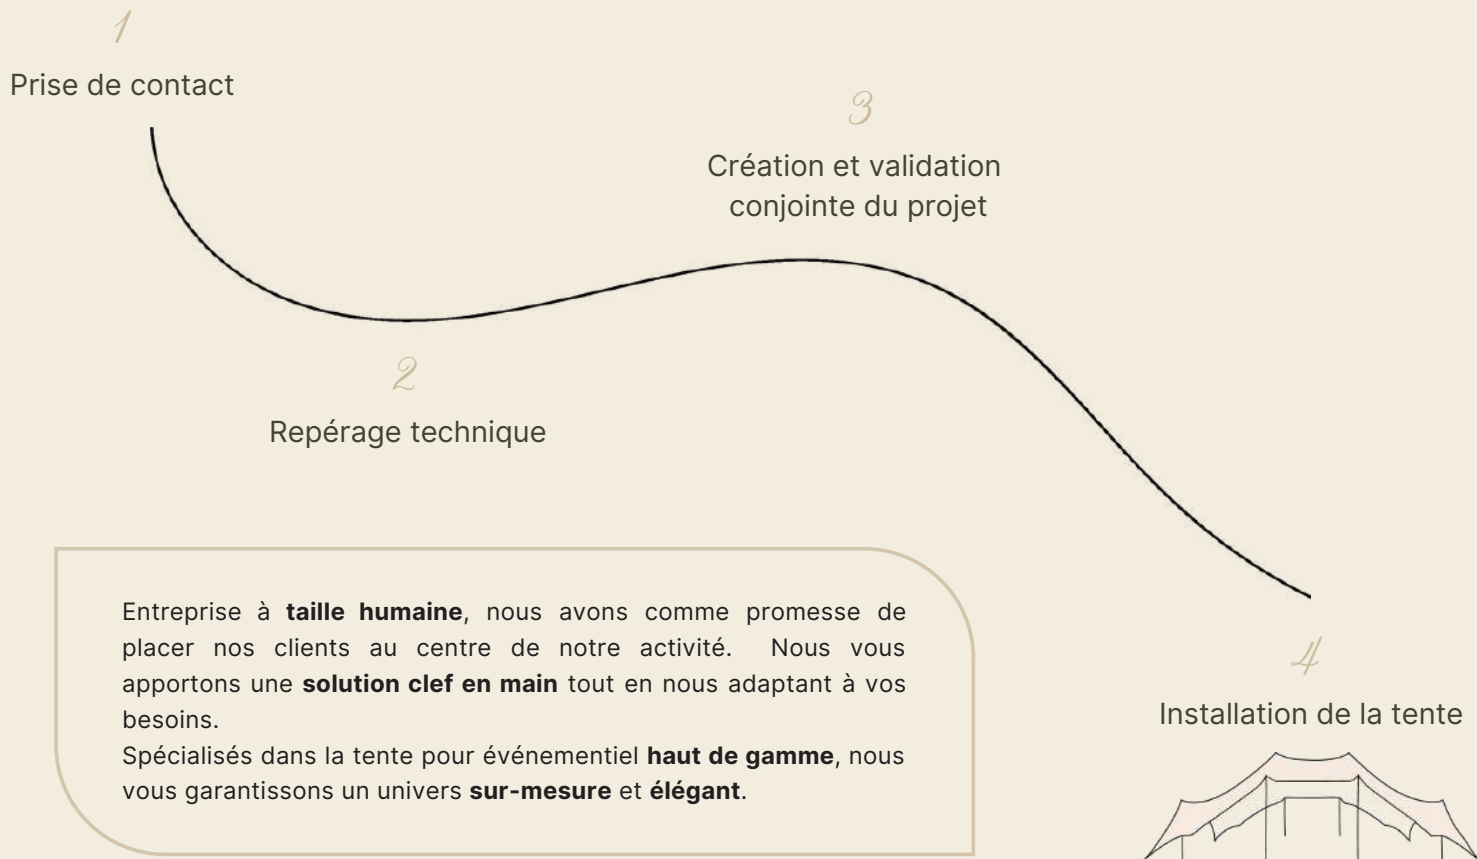 1
Prise de contact
2
Repérage technique
3
Création et validation
conjointe du projet
4
Installation de la tente
Entreprise à taille humaine, nous avons comme promesse de
placer nos clients au centre de notre activité. Nous vous
apportons une solution clef en main tout en nous adaptant à vos
besoins.
Spécialisés dans la tente pour événementiel haut de gamme, nous
vous garantissons un univers sur-mesure et élégant.